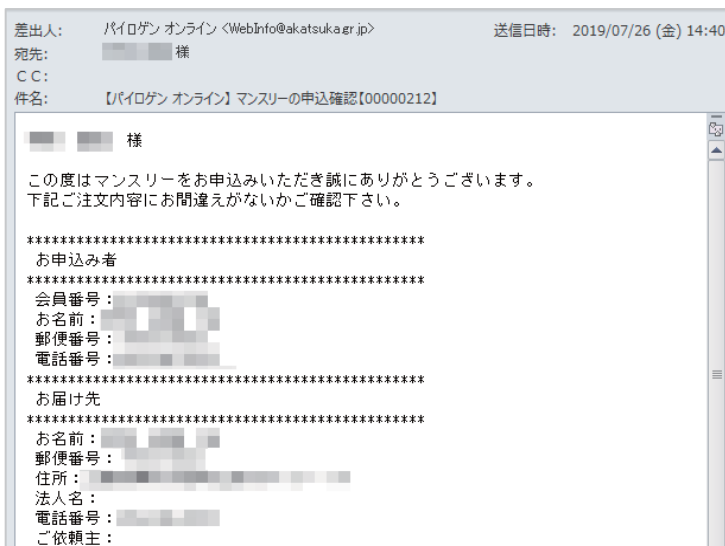 差出人: パイロゲン オンライン <WebInfo@akatsuka.gr.jp> 送信日時: 2019/07/26 (金) 14:40
宛先: 様
ＣＣ:
件名: 【パイロゲン オンライン】 マンスリーの申込確認【00000212】
様
この度はマンスリーをお申込みいただき誠にありがとうございます。
下記ご注文内容にお間違えがないかご確認下さい。
************************************************
お申込み者
************************************************
会員番号：
お名前：
郵便番号：
電話番号：
************************************************
お届け先
************************************************
お名前：
郵便番号：
住所：
法人名：
電話番号：
ご依頼主：